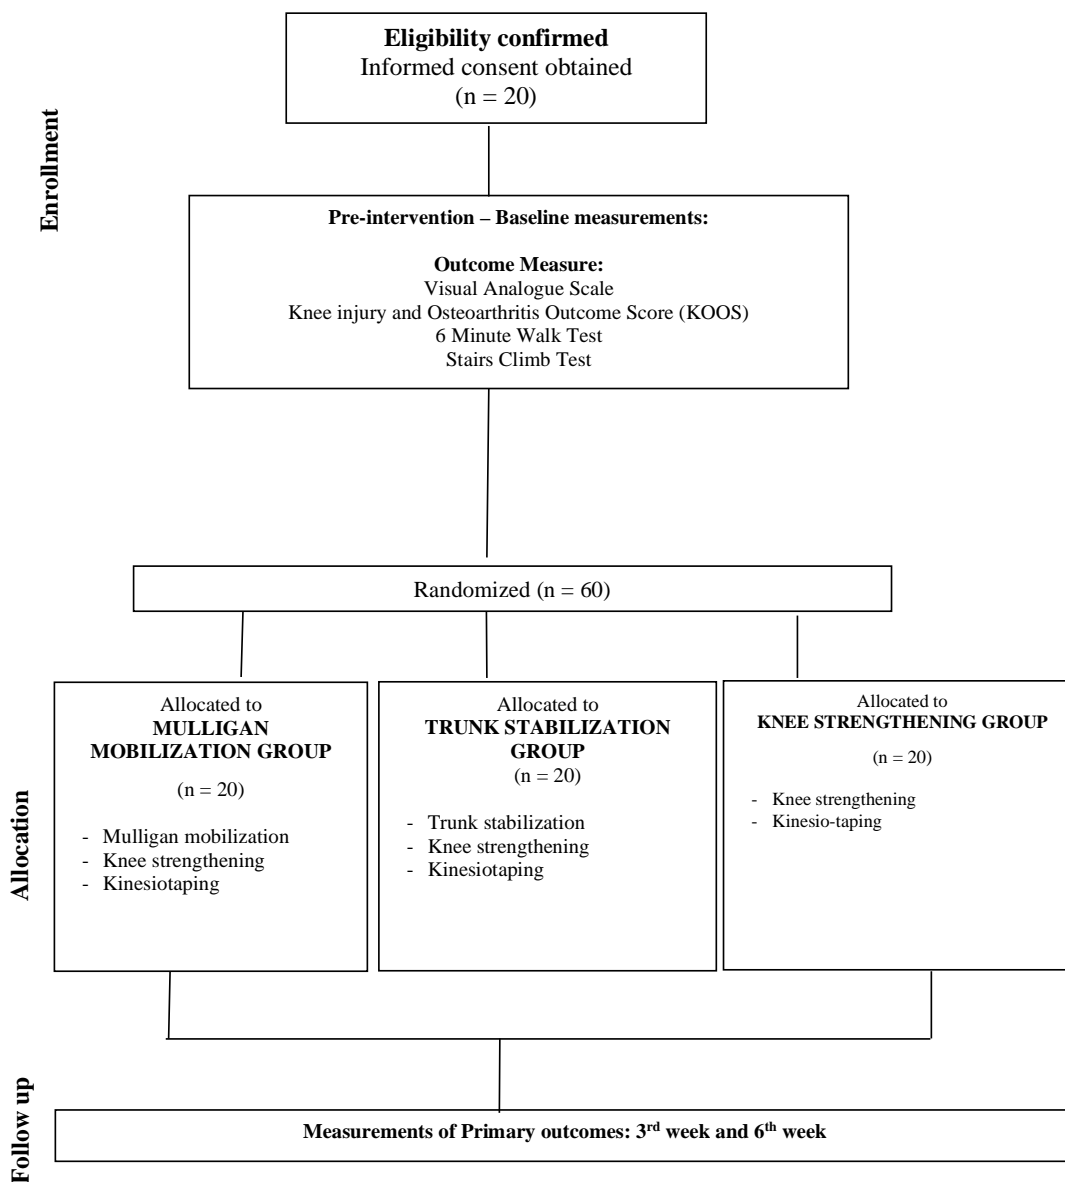 Enrollment
Eligibility confirmed
Informed consent obtained
(n = 20)
Pre-intervention – Baseline measurements:
Outcome Measure:
Visual Analogue Scale
Knee injury and Osteoarthritis Outcome Score (KOOS)
6 Minute Walk Test
Stairs Climb Test
Randomized (n = 60)
Allocation
Allocated to
MULLIGAN
MOBILIZATION GROUP
(n = 20)
- Mulligan mobilization
- Knee strengthening
- Kinesiotaping
Allocated to
TRUNK STABILIZATION
GROUP
(n = 20)
- Trunk stabilization
- Knee strengthening
- Kinesiotaping
Allocated to
KNEE STRENGTHENING GROUP
(n = 20)
- Knee strengthening
- Kinesio-taping
Follow up
Measurements of Primary outcomes: 3rd week and 6th week